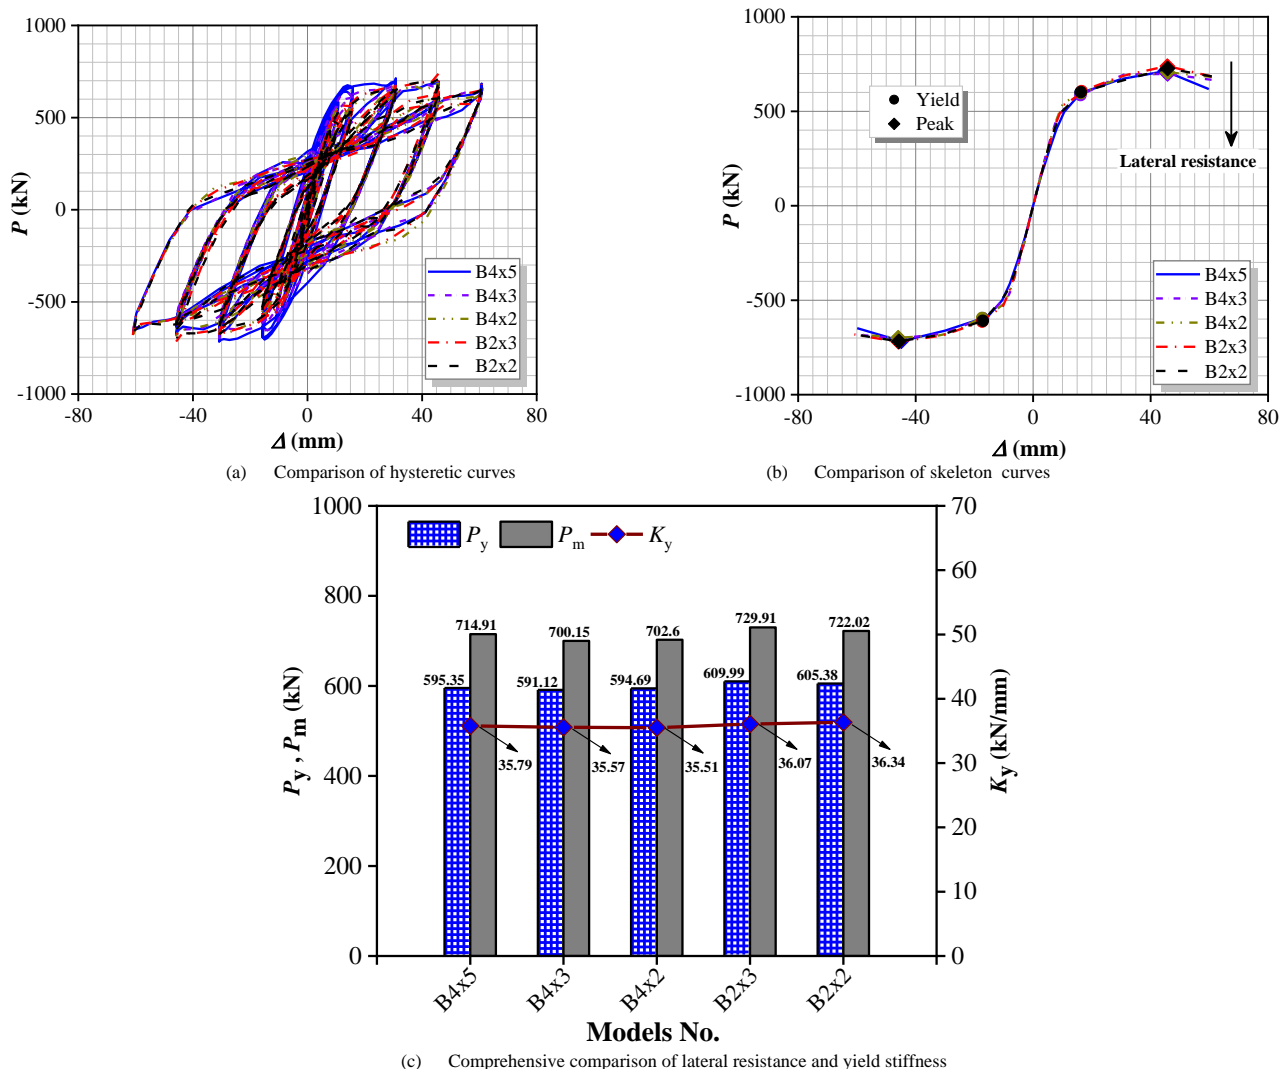 1000
500
0
-500
-1000
-80
-40
0
40
80
P (kN)
Δ (mm)
B4x5
B4x3
B4x2
B2x3
B2x2
(a) Comparison of hysteretic curves
1000
500
0
-500
-1000
-80
-40
0
40
80
P (kN)
Δ (mm)
Yield
Peak
Lateral resistance
B4x5
B4x3
B4x2
B2x3
B2x2
(b) Comparison of skeleton curves
1000
800
600
400
200
0
70
60
50
40
30
20
10
0
Py , Pm (kN)
Ky (kN/mm)
Py
Pm
Ky
714.91
700.15
702.6
729.91
722.02
595.35
591.12
594.69
609.99
605.38
35.79
35.57
35.51
36.07
36.34
B4x5
B4x3
B4x2
B2x3
B2x2
Models No.
(c) Comprehensive comparison of lateral resistance and yield stiffness